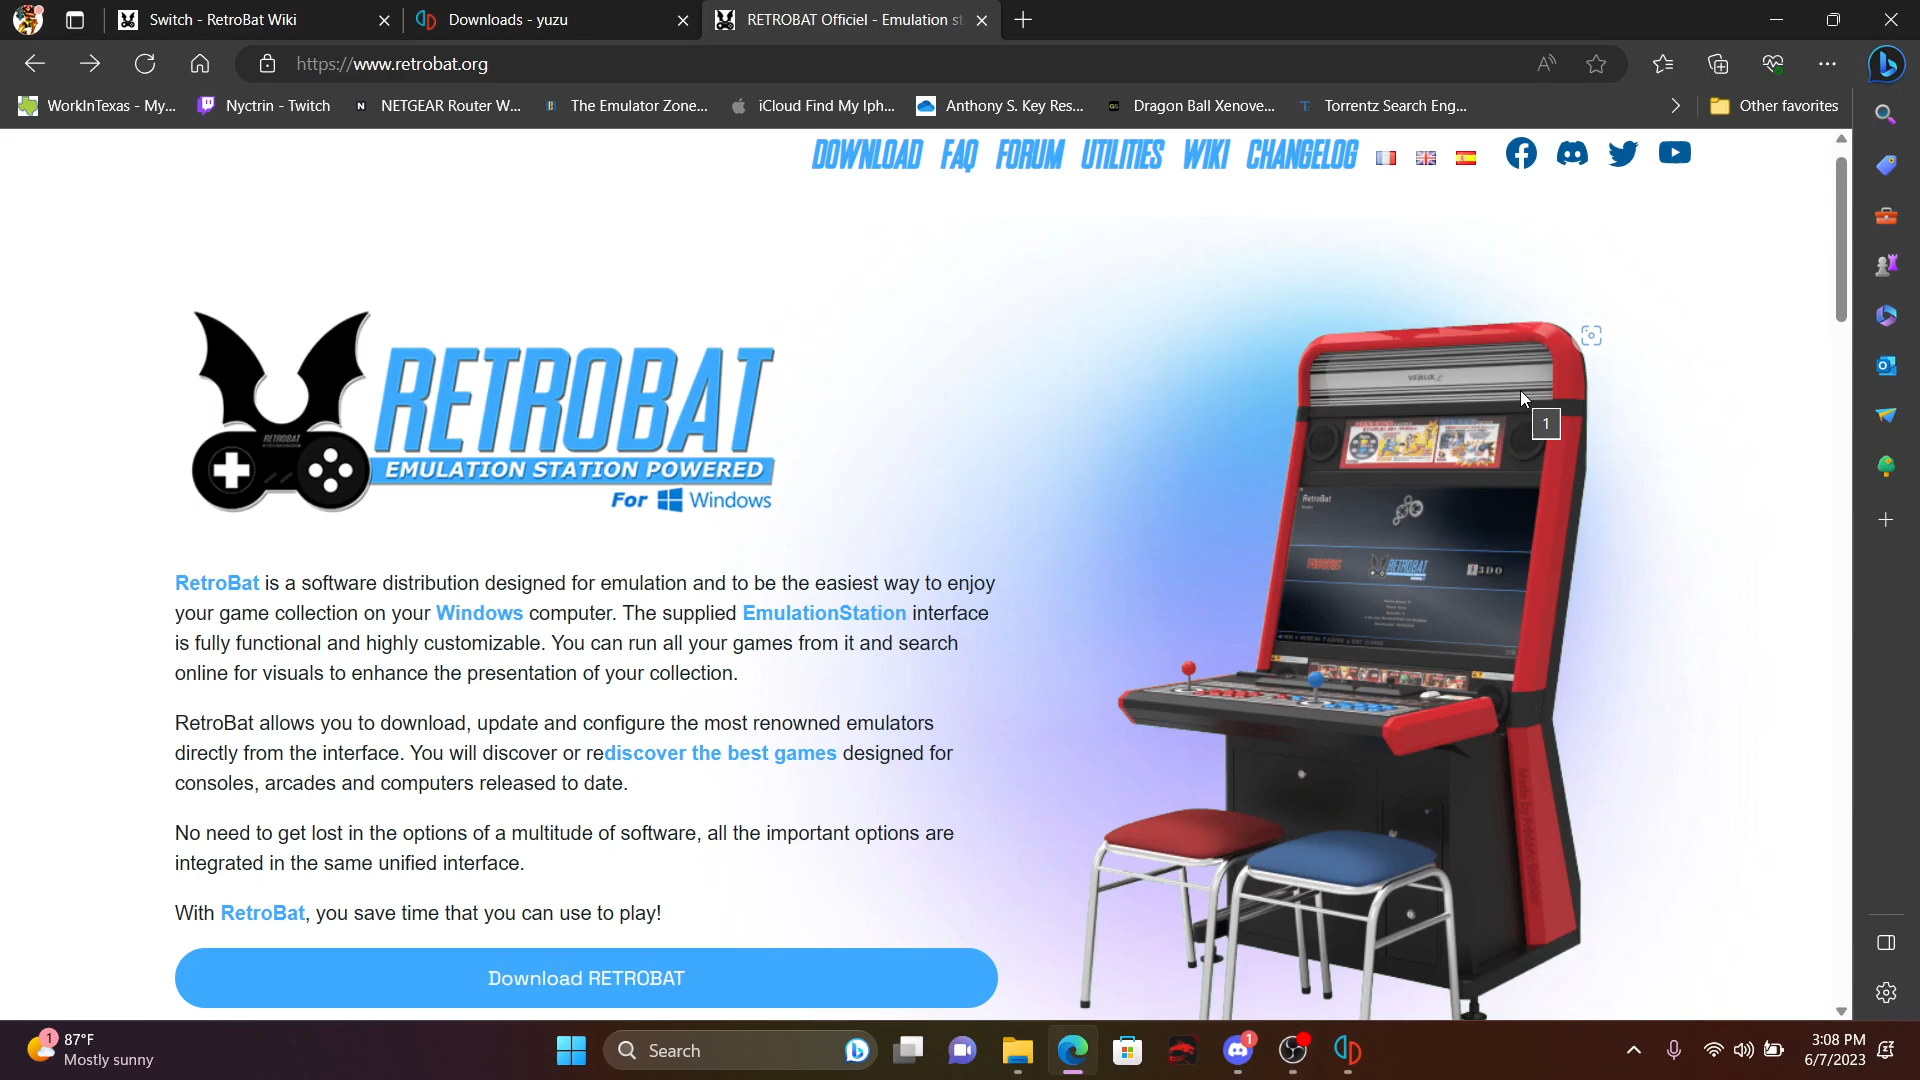 Switch - RetroBat Wiki
Downloads - yuzu
RETROBAT Officiel - Emulation st
https://www.retrobat.org
WorkInTexas - My...
Nyctrin - Twitch
NETGEAR Router W...
The Emulator Zone...
iCloud Find My Iph...
Anthony S. Key Res...
Dragon Ball Xenove...
Torrentz Search Eng...
Other favorites
DOWNLOAD FAQ FORUM UTILITIES WIKI CHANGELOG
RETROBAT
RETROBAT
EMULATION STATION POWERED
For Windows
VEWLIX
1
RetroBat
RETROBAT
3DO
RetroBat is a software distribution designed for emulation and to be the easiest way to enjoy
your game collection on your Windows computer. The supplied EmulationStation interface
is fully functional and highly customizable. You can run all your games from it and search
online for visuals to enhance the presentation of your collection.
RetroBat allows you to download, update and configure the most renowned emulators
directly from the interface. You will discover or rediscover the best games designed for
consoles, arcades and computers released to date.
No need to get lost in the options of a multitude of software, all the important options are
integrated in the same unified interface.
With RetroBat, you save time that you can use to play!
Download RETROBAT
1
87°F
Mostly sunny
Search
1
3:08 PM
6/7/2023